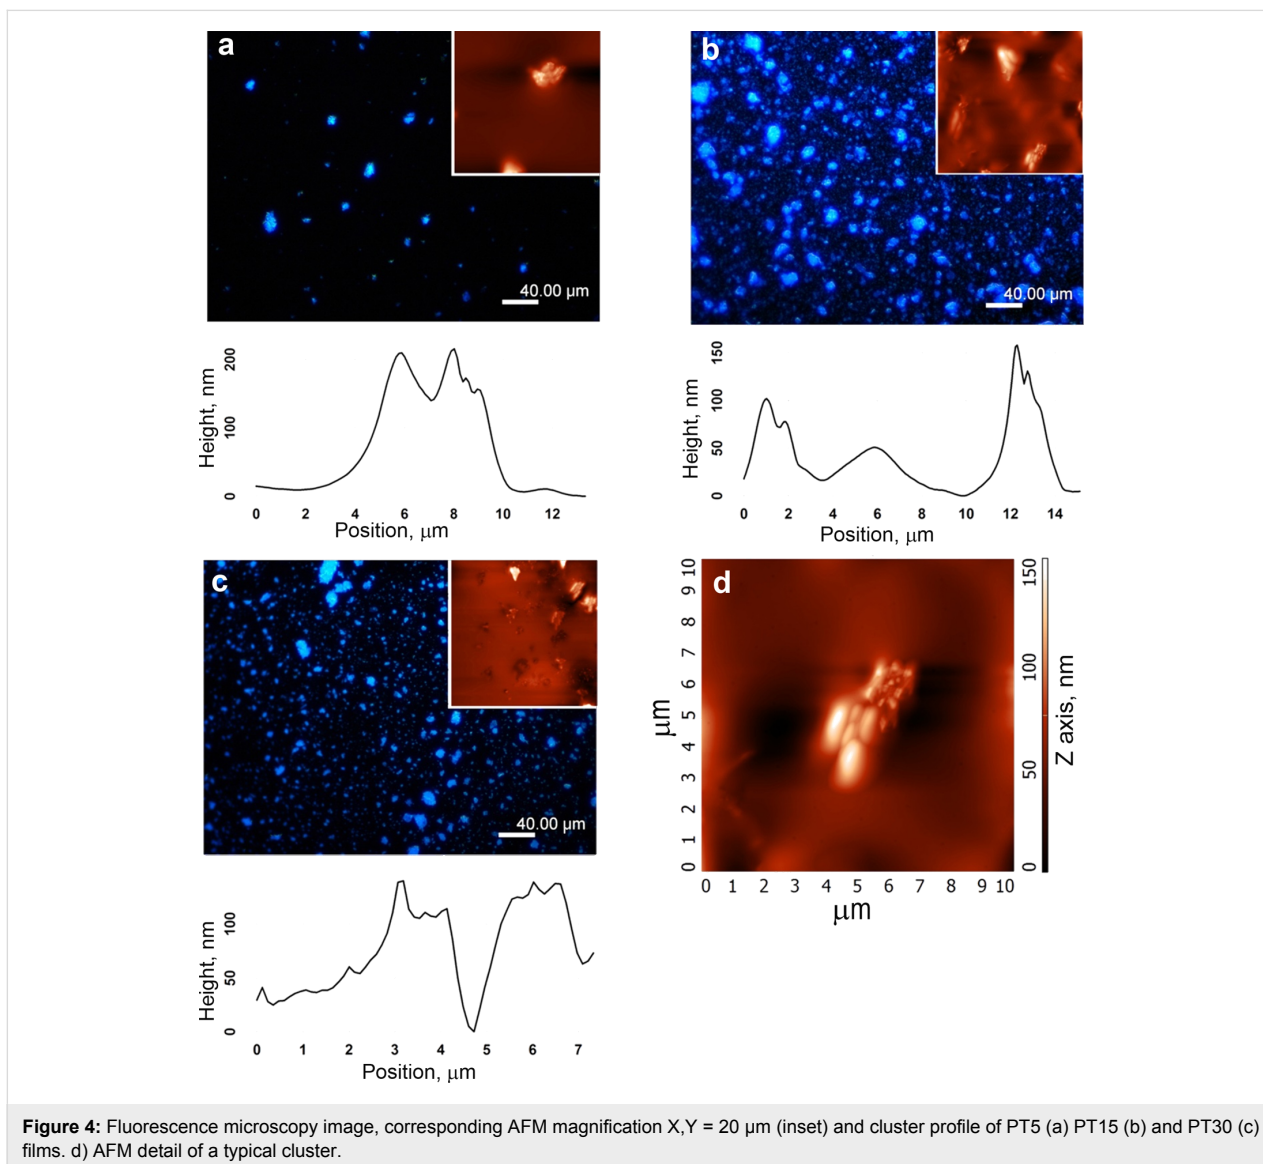 a
40.00 µm
200
100
0
Height, nm
0 2 4 6 8 10 12
Position, µm
b
40.00 µm
150
100
50
0
Height, nm
0 2 4 6 8 10 12 14
Position, µm
c
40.00 µm
100
50
0
Height, nm
0 1 2 3 4 5 6 7
Position, µm
d
10
9
8
7
6
5
4
3
2
1
0
µm
0 1 2 3 4 5 6 7 8 9 10
µm
150
100
50
0
Z axis, nm
Figure 4: Fluorescence microscopy image, corresponding AFM magnification X,Y = 20 µm (inset) and cluster profile of PT5 (a) PT15 (b) and PT30 (c)
films. d) AFM detail of a typical cluster.